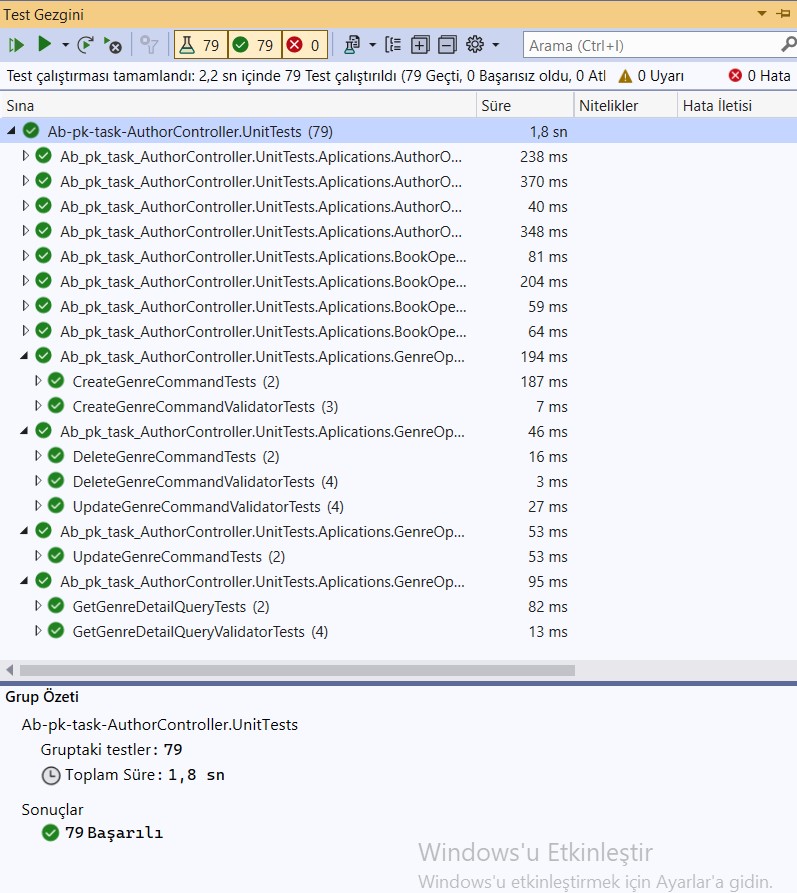 Test Gezgini
79 79 0
Arama (Ctrl+I)
Test çalıştırması tamamlandı: 2,2 sn içinde 79 Test çalıştırıldı (79 Geçti, 0 Başarısız oldu, 0 Atl 0 Uyarı 0 Hata
Sına Süre Nitelikler Hata İletisi
Ab-pk-task-AuthorController.UnitTests (79) 1,8 sn
Ab_pk_task_AuthorController.UnitTests.Aplications.AuthorO... 238 ms
Ab_pk_task_AuthorController.UnitTests.Aplications.AuthorO... 370 ms
Ab_pk_task_AuthorController.UnitTests.Aplications.AuthorO... 40 ms
Ab_pk_task_AuthorController.UnitTests.Aplications.AuthorO... 348 ms
Ab_pk_task_AuthorController.UnitTests.Aplications.BookOpe... 81 ms
Ab_pk_task_AuthorController.UnitTests.Aplications.BookOpe... 204 ms
Ab_pk_task_AuthorController.UnitTests.Aplications.BookOpe... 59 ms
Ab_pk_task_AuthorController.UnitTests.Aplications.BookOpe... 64 ms
Ab_pk_task_AuthorController.UnitTests.Aplications.GenreOp... 194 ms
CreateGenreCommandTests (2) 187 ms
CreateGenreCommandValidatorTests (3) 7 ms
Ab_pk_task_AuthorController.UnitTests.Aplications.GenreOp... 46 ms
DeleteGenreCommandTests (2) 16 ms
DeleteGenreCommandValidatorTests (4) 3 ms
UpdateGenreCommandValidatorTests (4) 27 ms
Ab_pk_task_AuthorController.UnitTests.Aplications.GenreOp... 53 ms
UpdateGenreCommandTests (2) 53 ms
Ab_pk_task_AuthorController.UnitTests.Aplications.GenreOp... 95 ms
GetGenreDetailQueryTests (2) 82 ms
GetGenreDetailQueryValidatorTests (4) 13 ms
Grup Özeti
Ab-pk-task-AuthorController.UnitTests
Gruptaki testler: 79
Toplam Süre: 1,8 sn
Sonuçlar
79 Başarılı
Windows'u Etkinleştir
Windows'u etkinleştirmek için Ayarlar'a gidin.